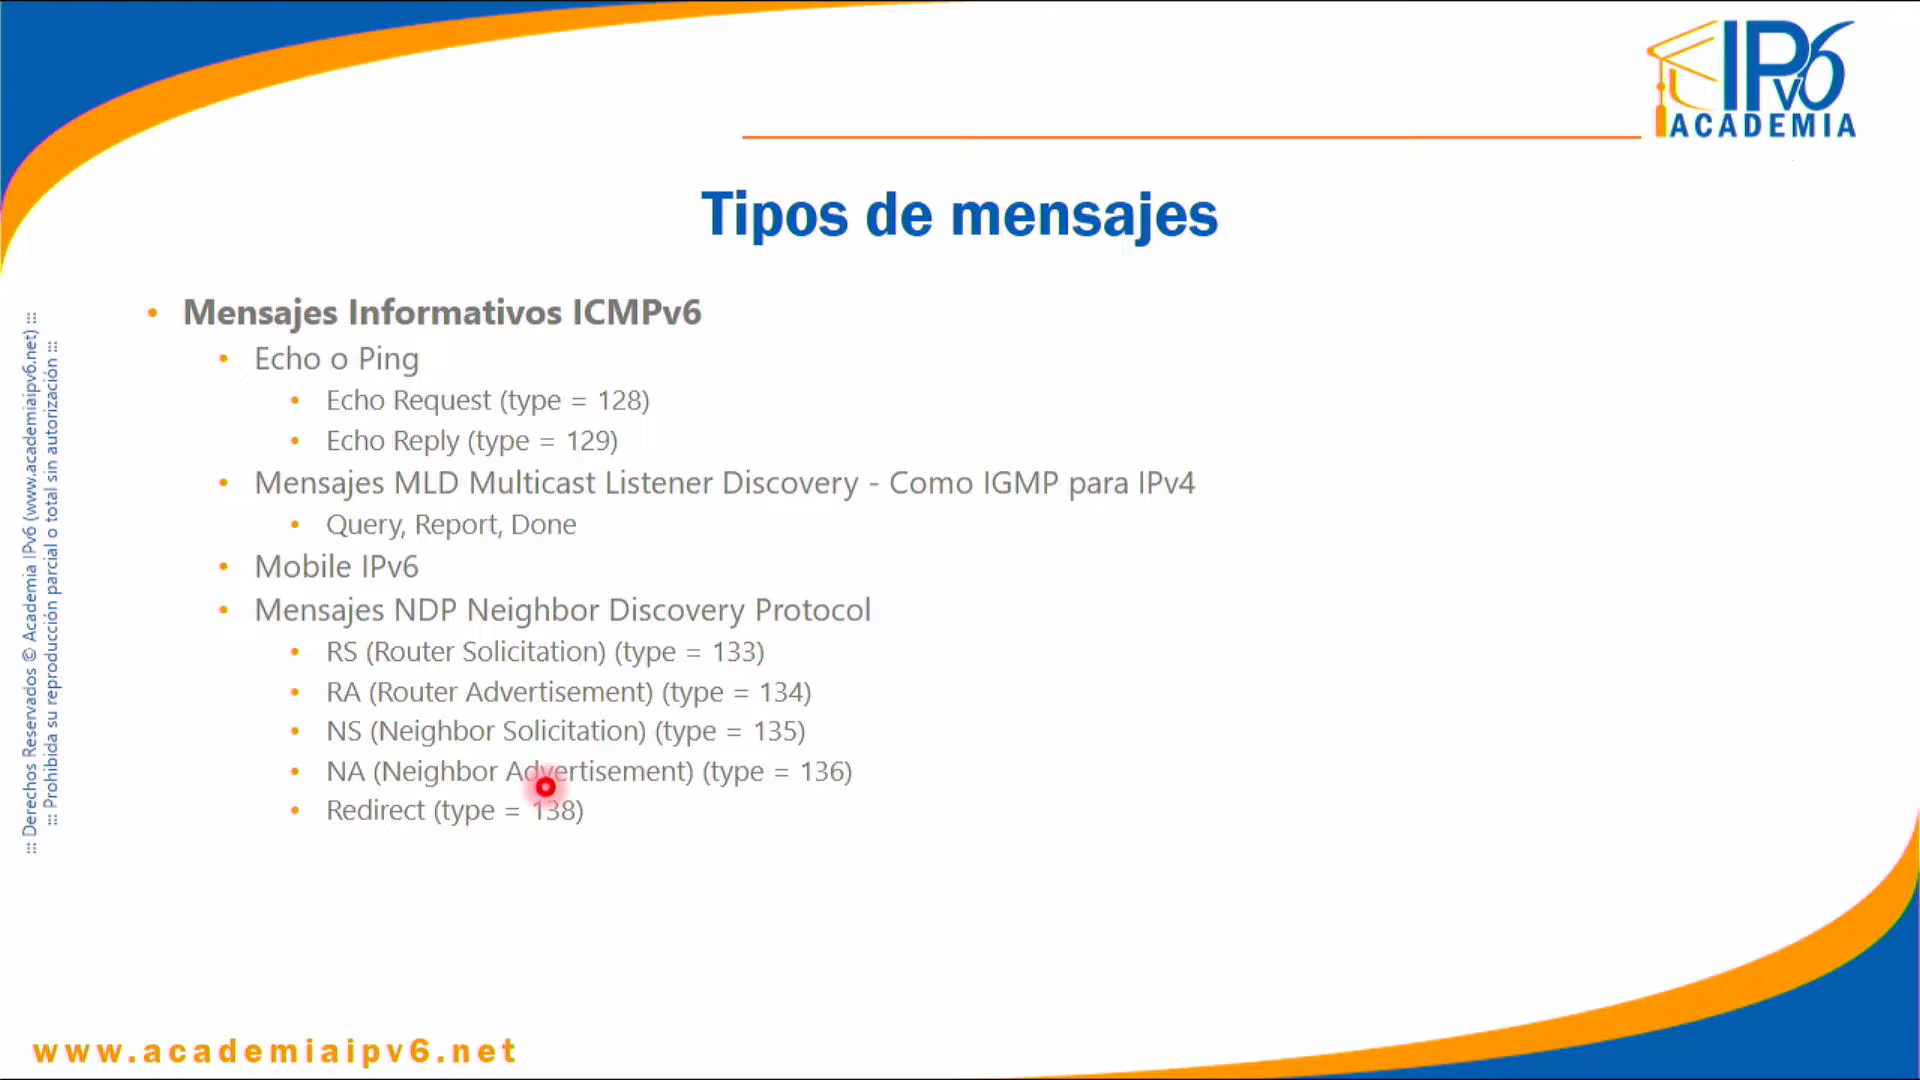 IPv6
ACADEMIA
Tipos de mensajes
• Mensajes Informativos ICMPv6
• Echo o Ping
• Echo Request (type = 128)
• Echo Reply (type = 129)
• Mensajes MLD Multicast Listener Discovery - Como IGMP para IPv4
• Query, Report, Done
• Mobile IPv6
• Mensajes NDP Neighbor Discovery Protocol
• RS (Router Solicitation) (type = 133)
• RA (Router Advertisement) (type = 134)
• NS (Neighbor Solicitation) (type = 135)
• NA (Neighbor Advertisement) (type = 136)
• Redirect (type = 138)
::: Derechos Reservados © Academia IPv6 (www.academiaipv6.net) :::
::: Prohibida su reproducción parcial o total sin autorización :::
www.academiaipv6.net